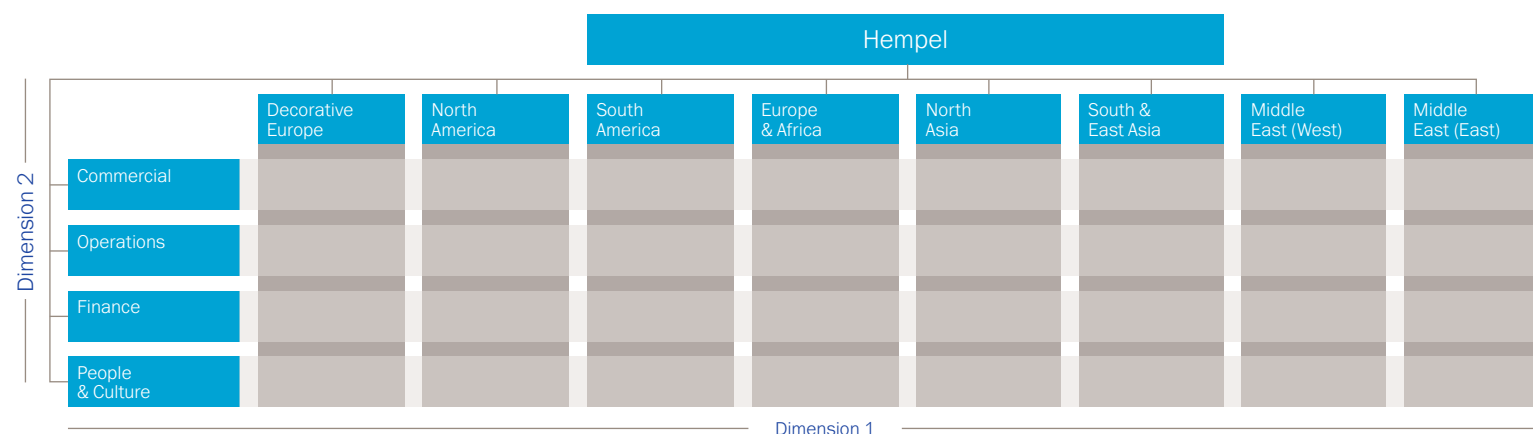 Hempel
Decorative
Europe
North
America
South
America
Europe
& Africa
North
Asia
South &
East Asia
Middle
East (West)
Middle
East (East)
Dimension 2
Commercial
Operations
Finance
People
& Culture
Dimension 1